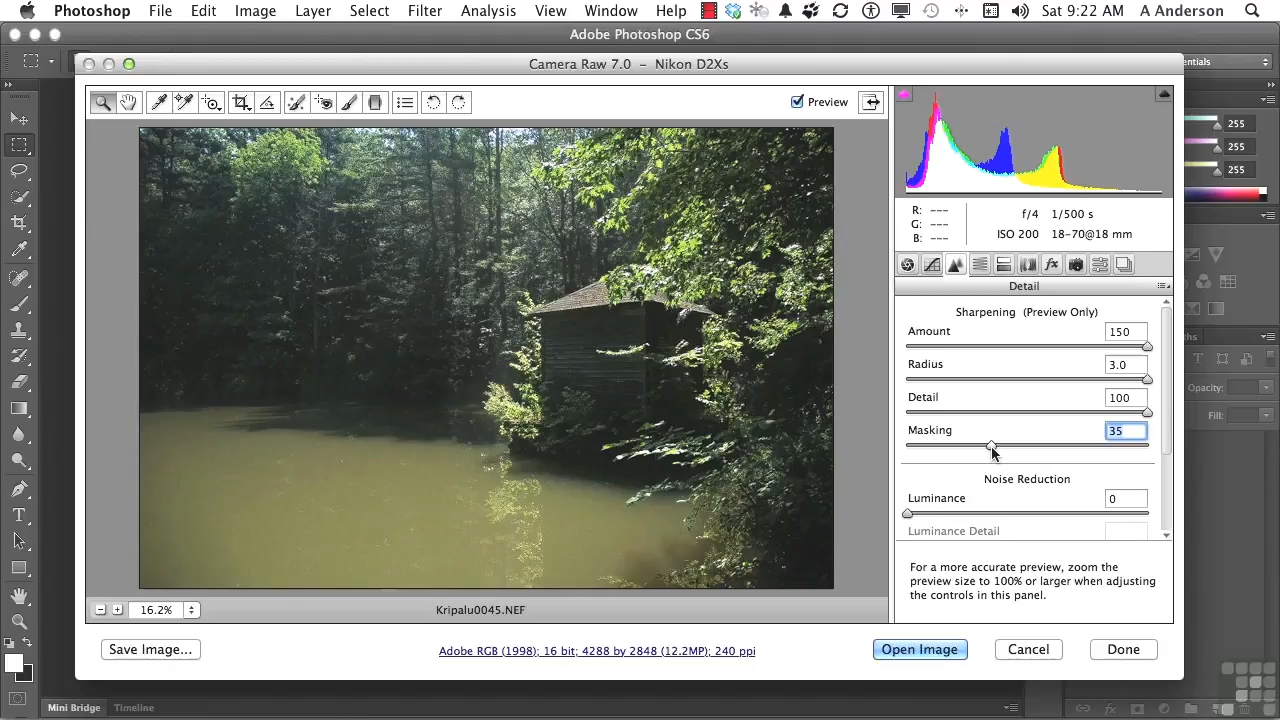 Photoshop File Edit Image Layer Select Filter Analysis View Window Help Sat 9:22 AM A Anderson
Adobe Photoshop CS6
Camera Raw 7.0 - Nikon D2Xs
entials
Preview
255
255
255
R: ---
G: ---
B: ---
f/4 1/500 s
ISO 200 18-70@18 mm
fx
Detail
Sharpening (Preview Only)
Amount 150
Radius 3.0
Detail 100
Masking 35
Noise Reduction
Luminance 0
Luminance Detail
For a more accurate preview, zoom the
preview size to 100% or larger when adjusting
the controls in this panel.
ths
Opacity:
Fill:
16.2%
Kripalu0045.NEF
Save Image...
Adobe RGB (1998); 16 bit; 4288 by 2848 (12.2MP); 240 ppi
Open Image Cancel Done
Mini Bridge Timeline
fx